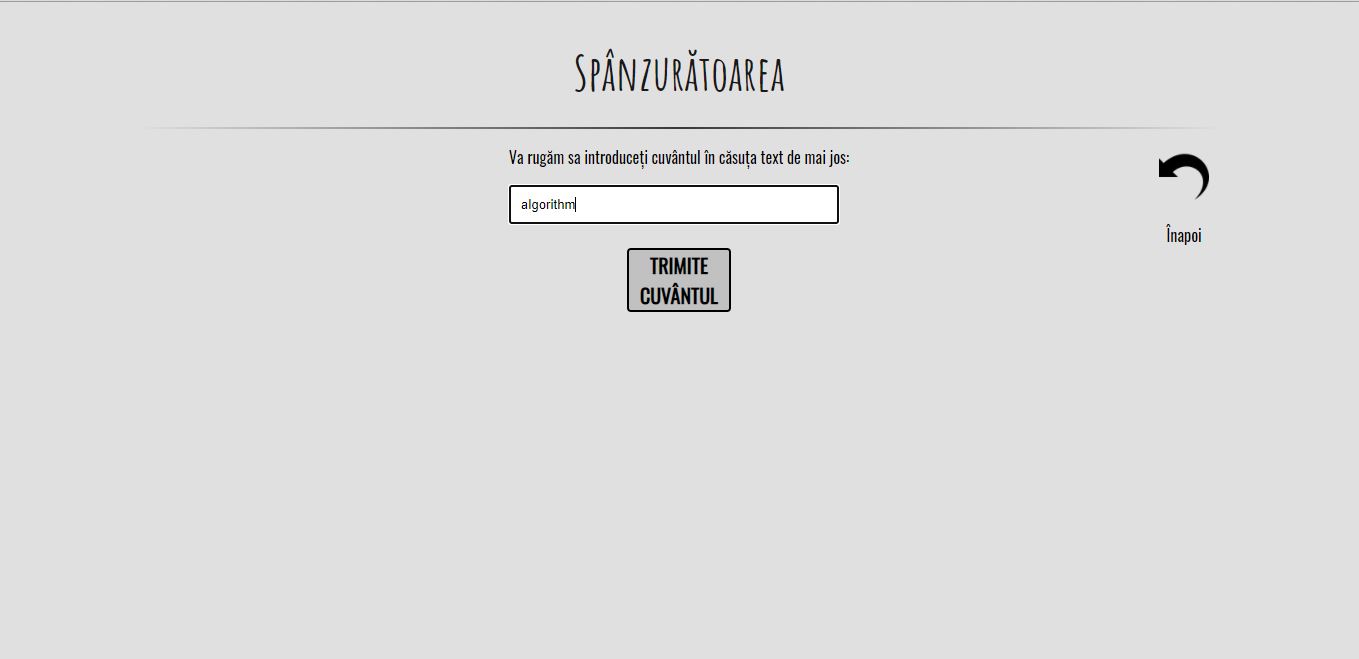 Spânzurătoarea
Va rugăm sa introduceți cuvântul în căsuța text de mai jos:
algorithm
Înapoi
TRIMITE
CUVÂNTUL